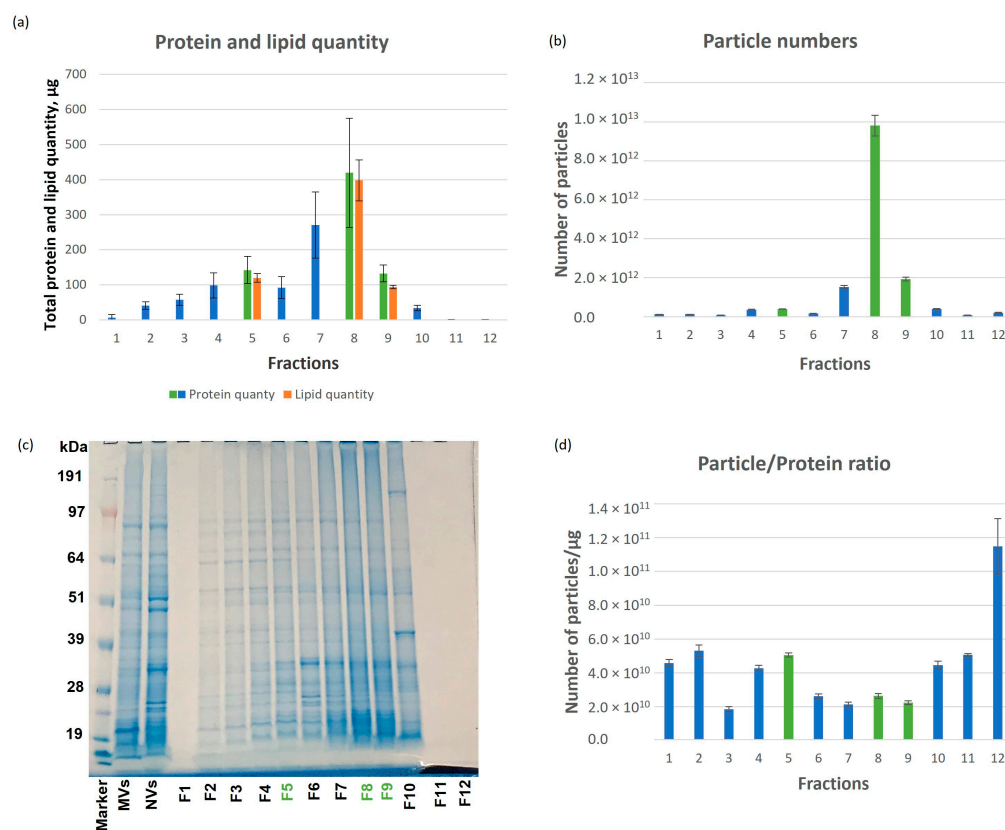 (a)
Protein and lipid quantity
Total protein and lipid quantity, µg
700
600
500
400
300
200
100
0
1 2 3 4 5 6 7 8 9 10 11 12
Fractions
Protein quanty Lipid quantity
(b)
Particle numbers
Number of particles
1.2 × 10¹³
1.0 × 10¹³
8.0 × 10¹²
6.0 × 10¹²
4.0 × 10¹²
2.0 × 10¹²
0.0
1 2 3 4 5 6 7 8 9 10 11 12
Fractions
(c)
kDa
191
97
64
51
39
28
19
Marker MVs NVs F1 F2 F3 F4 F5 F6 F7 F8 F9 F10 F11 F12
(d)
Particle/Protein ratio
Number of particles/µg
1.4 × 10¹¹
1.2 × 10¹¹
1.0 × 10¹¹
8.0 × 10¹⁰
6.0 × 10¹⁰
4.0 × 10¹⁰
2.0 × 10¹⁰
0.0
1 2 3 4 5 6 7 8 9 10 11 12
Fractions